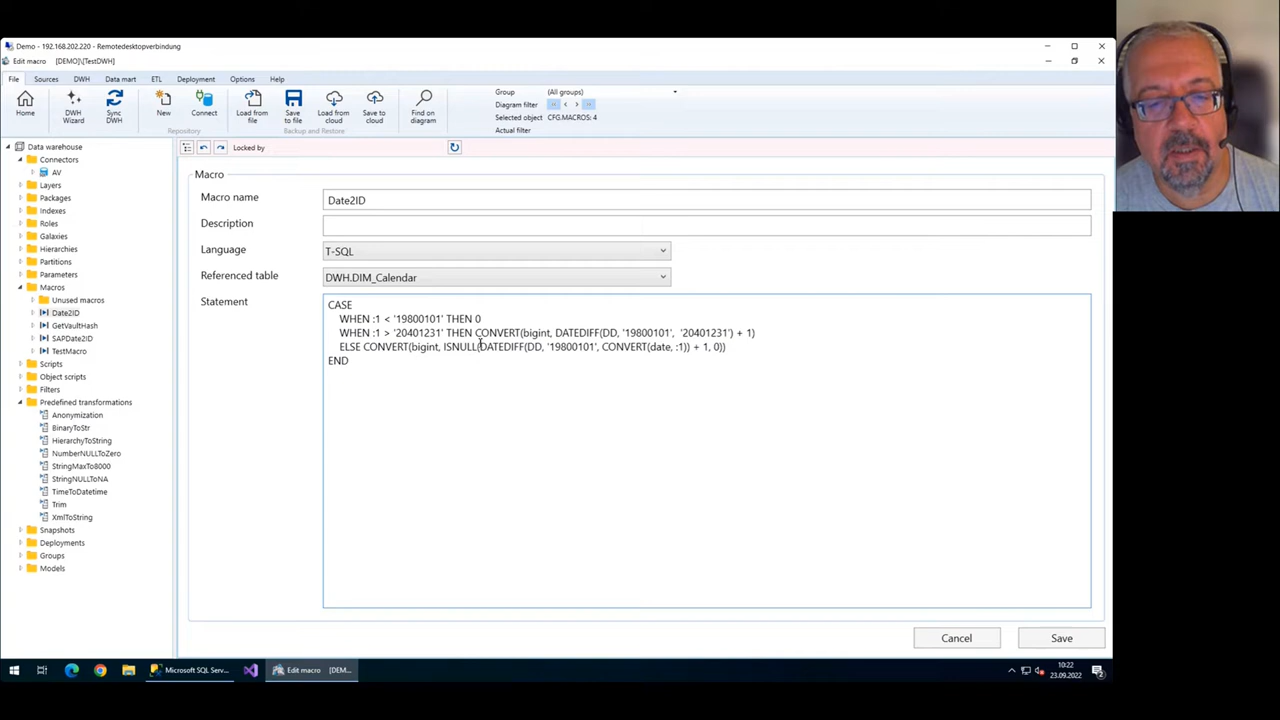 Demo - 192.168.202.220 - Remotedesktopverbindung
Edit macro [DEMO]\[TestDWH]
File Sources DWH Data mart ETL Deployment Options Help
Home
DWH Wizard
Sync DWH
New
Connect
Repository
Load from file
Save to file
Load from cloud
Save to cloud
Backup and Restore
Find on diagram
Group (All groups)
Diagram filter
Selected object CFG.MACROS: 4
Actual filter
Locked by
Data warehouse
Connectors
AV
Layers
Packages
Indexes
Roles
Galaxies
Hierarchies
Partitions
Parameters
Macros
Unused macros
Date2ID
GetVaultHash
SAPDate2ID
TestMacro
Scripts
Object scripts
Filters
Predefined transformations
Anonymization
BinaryToStr
HierarchyToString
NumberNULLToZero
StringMaxTo8000
StringNULLToNA
TimeToDatetime
Trim
XmlToString
Snapshots
Deployments
Groups
Models
Macro
Macro name Date2ID
Description
Language T-SQL
Referenced table DWH.DIM_Calendar
Statement
CASE
WHEN :1 < '19800101' THEN 0
WHEN :1 > '20401231' THEN CONVERT(bigint, DATEDIFF(DD, '19800101', '20401231') + 1)
ELSE CONVERT(bigint, ISNULL(DATEDIFF(DD, '19800101', CONVERT(date, :1)) + 1, 0))
END
Cancel Save
Microsoft SQL Serv...
Edit macro [DEM...
10:22
23.09.2022